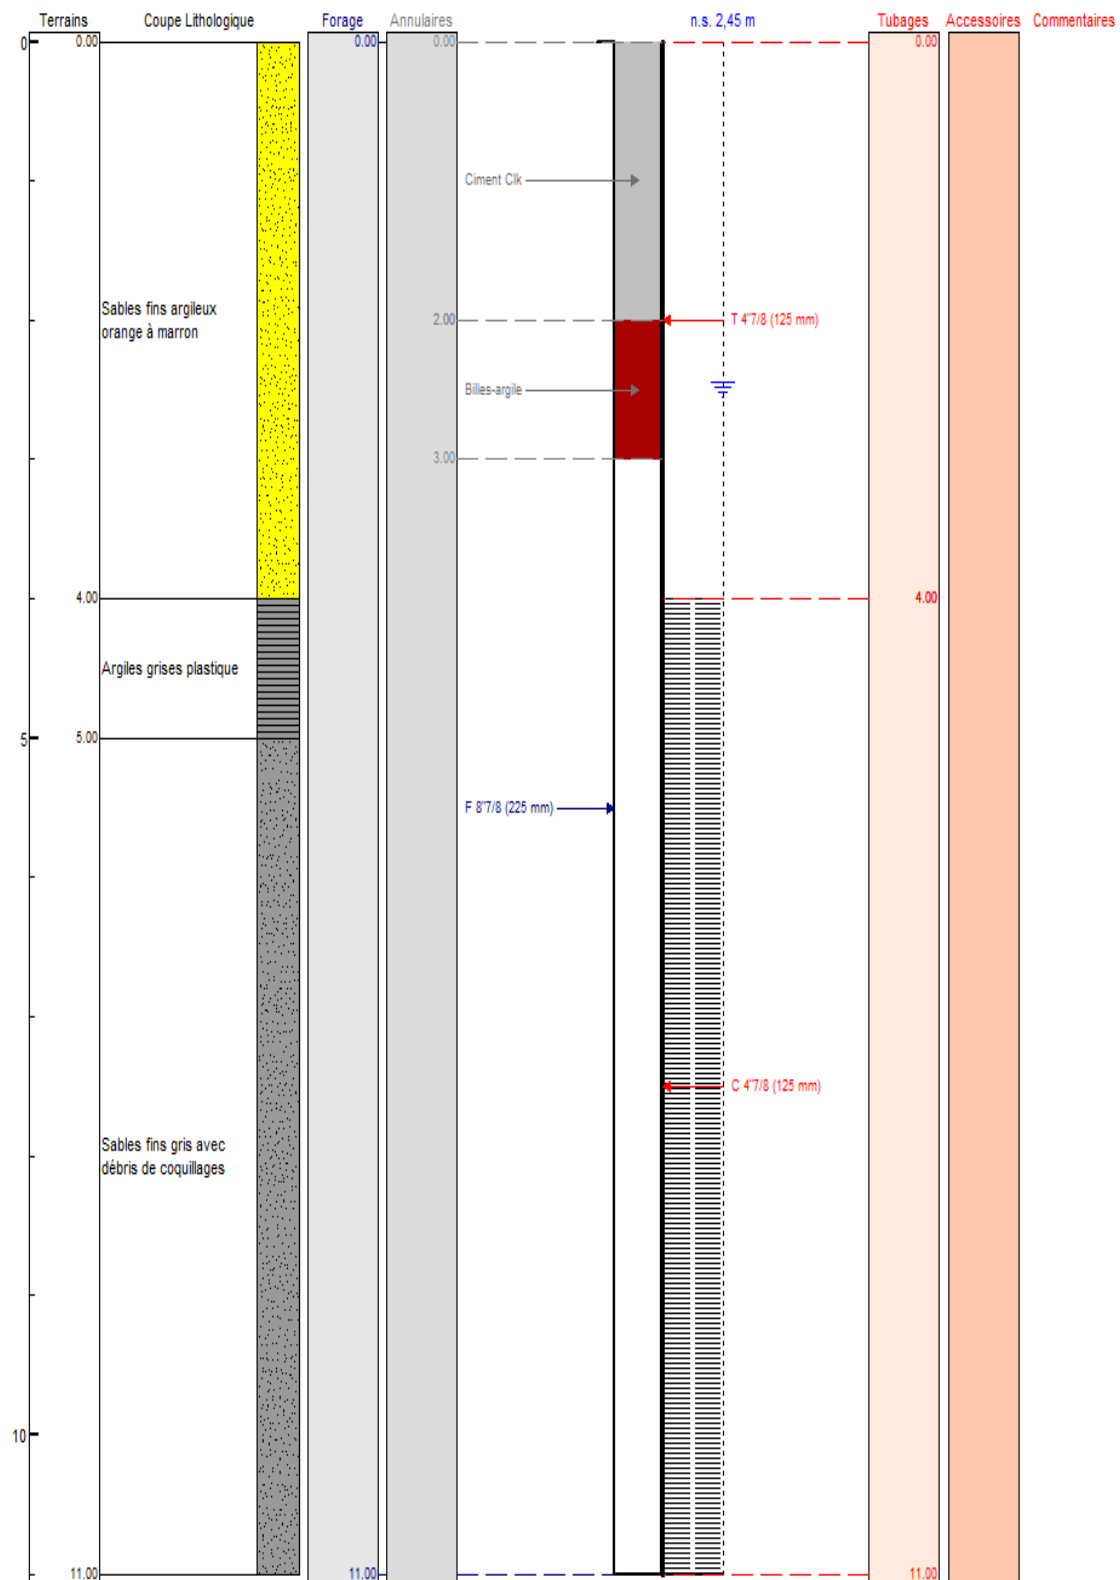 Terrains Coupe Lithologique Forage Annulaires n.s. 2,45 m Tubages Accessoires Commentaires
0 0.00 0.00 0.00 0.00
Ciment Clk
Sables fins argileux
orange à marron
2.00 T 4"7/8 (125 mm)
Billes-argile
3.00
4.00 4.00
Argiles grises plastique
5 5.00
F 8"7/8 (225 mm)
C 4"7/8 (125 mm)
Sables fins gris avec
débris de coquillages
10
11.00 11.00 11.00